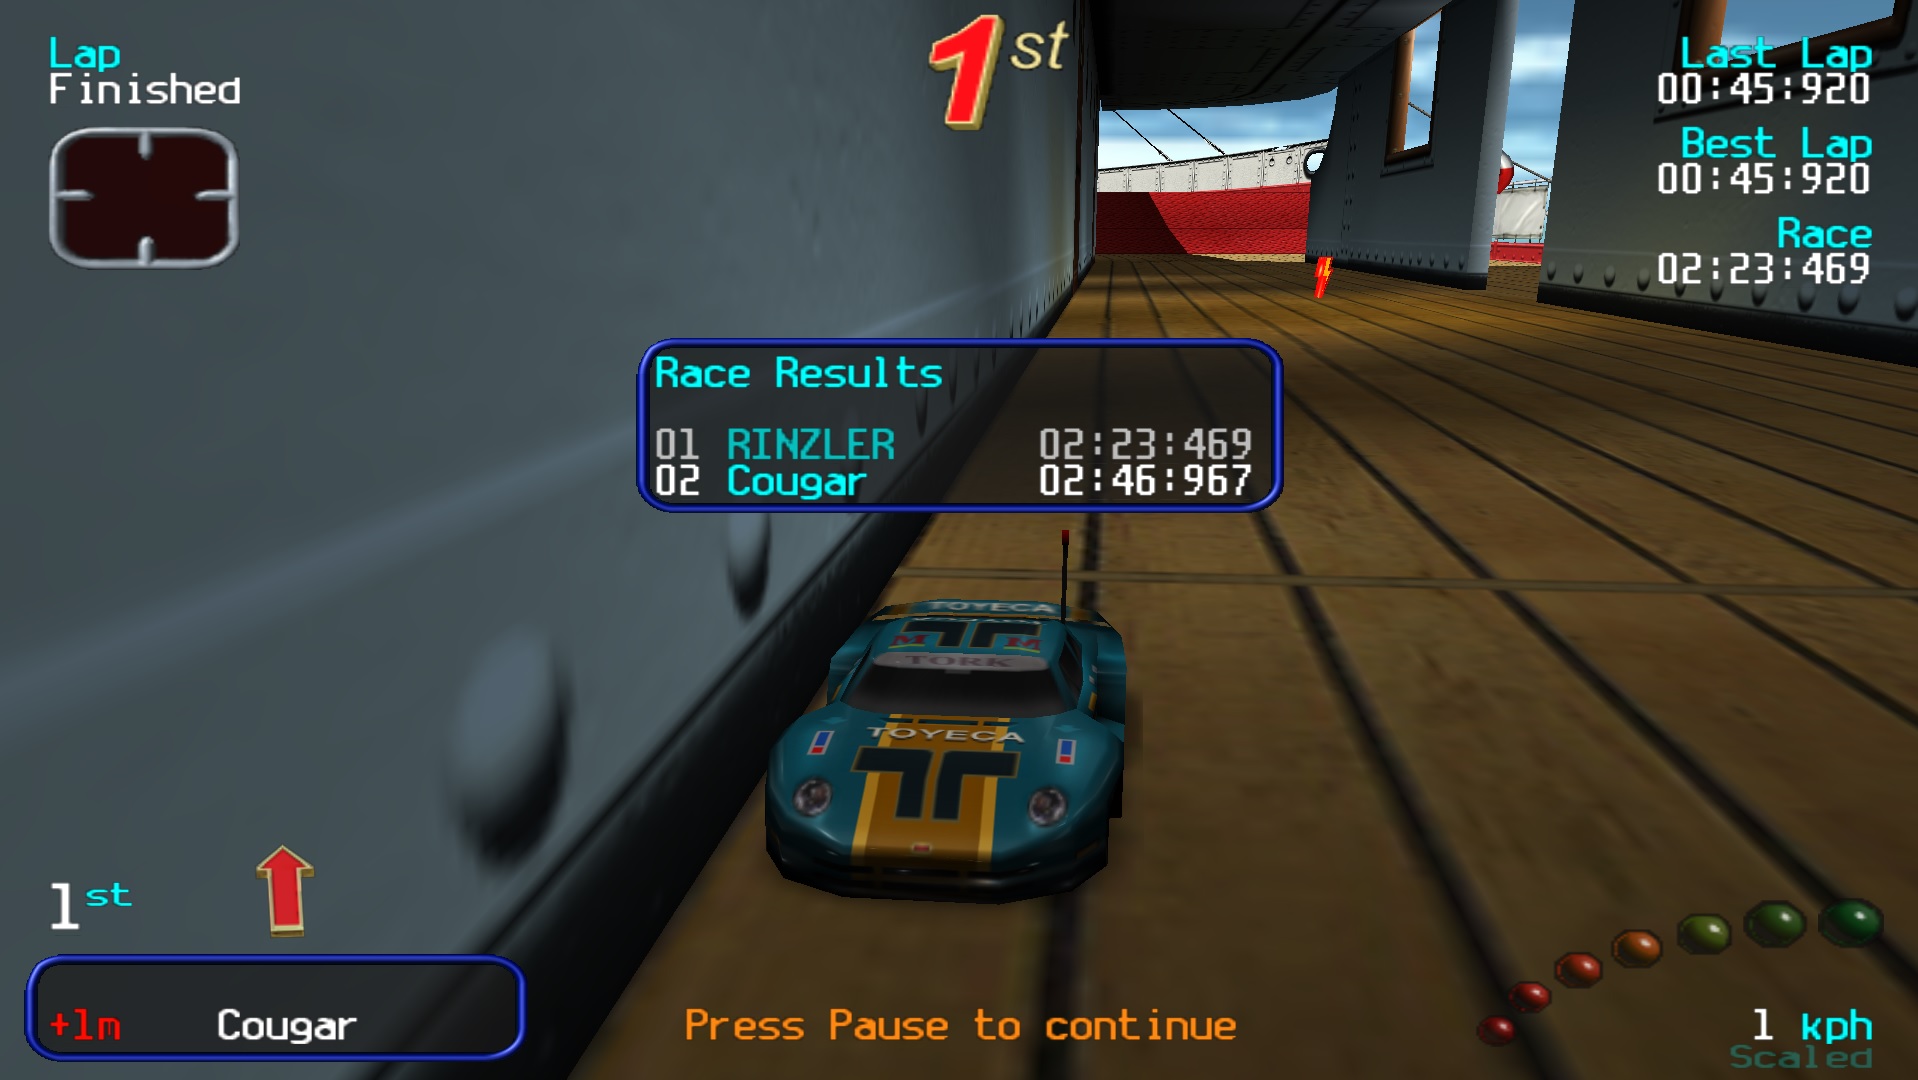 Lap
Finished
1st
Last Lap
00:45:920
Best Lap
00:45:920
Race
02:23:469
Race Results
01 RINZLER 02:23:469
02 Cougar 02:46:967
TOYECA
M M
TORK
TOYECA
1st
+1m Cougar
Press Pause to continue
1 kph
Scaled